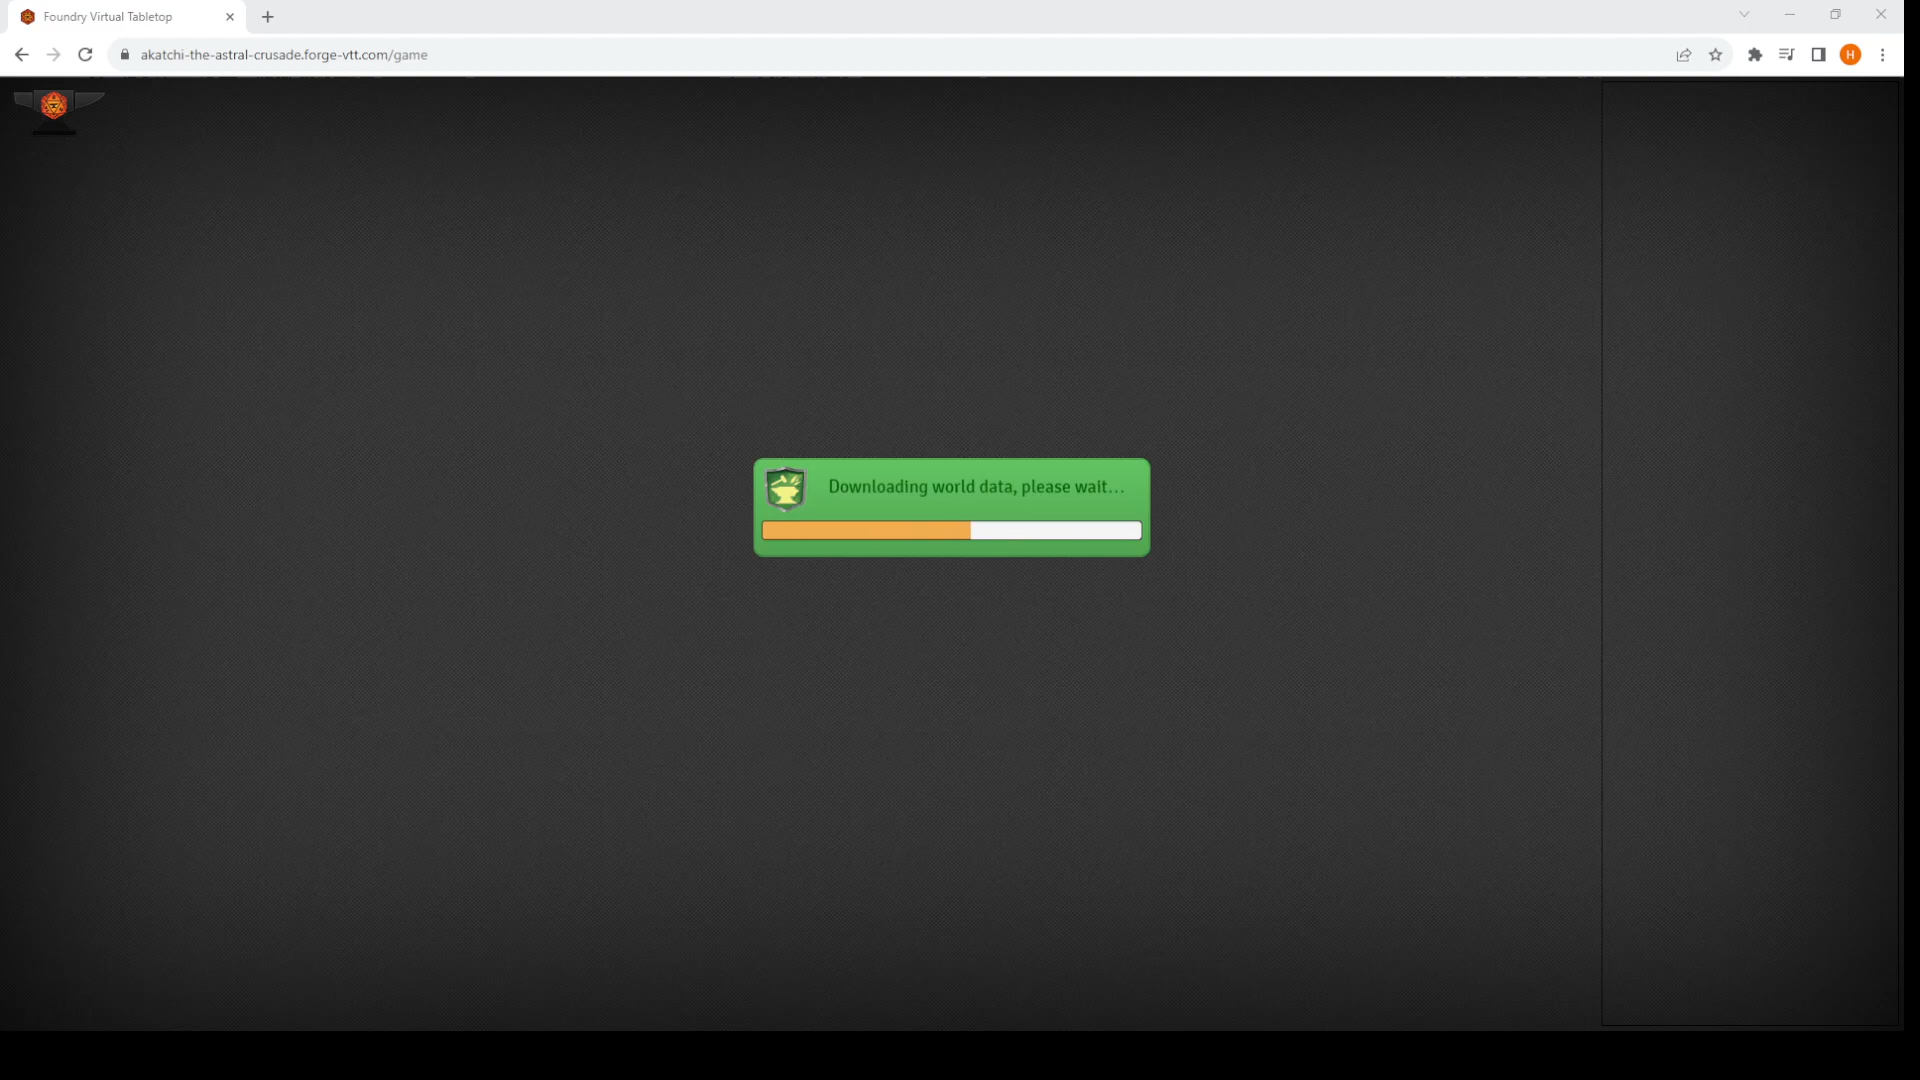 Foundry Virtual Tabletop
akatchi-the-astral-crusade.forge-vtt.com/game
H
Downloading world data, please wait...